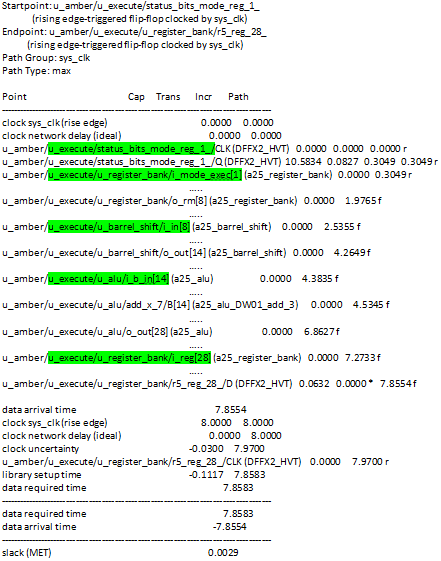 Startpoint: u_amber/u_execute/status_bits_mode_reg_1_
(rising edge-triggered flip-flop clocked by sys_clk)
Endpoint: u_amber/u_execute/u_register_bank/r5_reg_28_
(rising edge-triggered flip-flop clocked by sys_clk)
Path Group: sys_clk
Path Type: max
Point Cap Trans Incr Path
--------------------------------------------------------------------------------
clock sys_clk (rise edge) 0.0000 0.0000
clock network delay (ideal) 0.0000 0.0000
u_amber/u_execute/status_bits_mode_reg_1_/CLK (DFFX2_HVT) 0.0000 0.0000 0.0000 r
u_amber/u_execute/status_bits_mode_reg_1_/Q (DFFX2_HVT) 10.5834 0.0827 0.3049 0.3049 r
u_amber/u_execute/u_register_bank/i_mode_exec[1] (a25_register_bank) 0.0000 0.3049 r
.....
u_amber/u_execute/u_register_bank/o_rm[8] (a25_register_bank) 0.0000 1.9765 f
.....
u_amber/u_execute/u_barrel_shift/i_in[8] (a25_barrel_shift) 0.0000 2.5355 f
.....
u_amber/u_execute/u_barrel_shift/o_out[14] (a25_barrel_shift) 0.0000 4.2649 f
.....
u_amber/u_execute/u_alu/i_b_in[14] (a25_alu) 0.0000 4.3835 f
.....
u_amber/u_execute/u_alu/add_x_7/B[14] (a25_alu_DW01_add_3) 0.0000 4.5345 f
.....
u_amber/u_execute/u_alu/o_out[28] (a25_alu) 0.0000 6.8627 f
.....
u_amber/u_execute/u_register_bank/i_reg[28] (a25_register_bank) 0.0000 7.2733 f
.....
u_amber/u_execute/u_register_bank/r5_reg_28_/D (DFFX2_HVT) 0.0632 0.0000 * 7.8554 f
data arrival time 7.8554
clock sys_clk (rise edge) 8.0000 8.0000
clock network delay (ideal) 0.0000 8.0000
clock uncertainty -0.0300 7.9700
u_amber/u_execute/u_register_bank/r5_reg_28_/CLK (DFFX2_HVT) 0.0000 7.9700 r
library setup time -0.1117 7.8583
data required time 7.8583
--------------------------------------------------------------------------------
data required time 7.8583
data arrival time -7.8554
--------------------------------------------------------------------------------
slack (MET) 0.0029